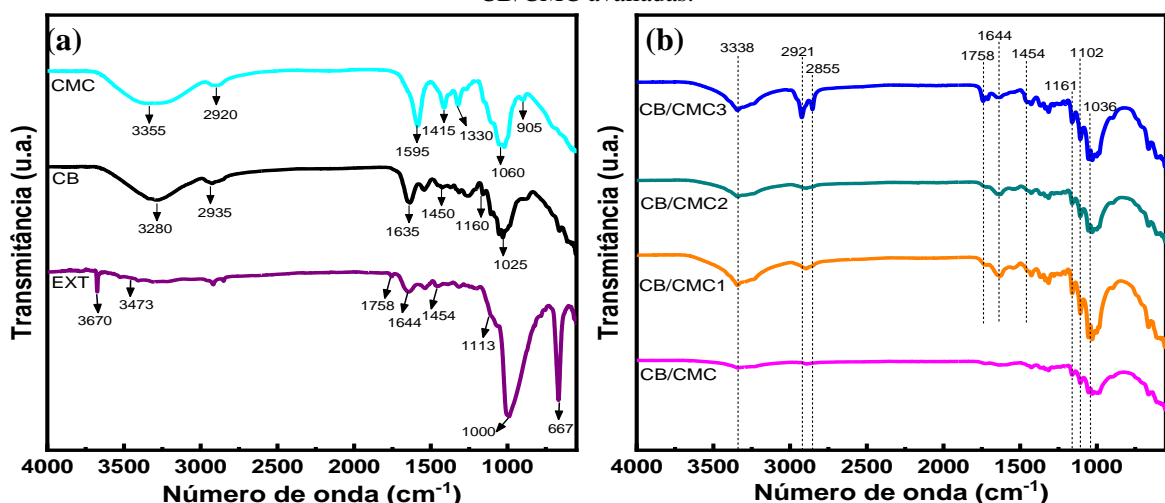 CB/CMC avaliadas.
(a)
CMC
3355
2920
1595
1415
1330
1060
905
CB
3280
2935
1635
1450
1160
1025
EXT
3670
3473
1758
1644
1454
1113
1000
667
Transmitância (u.a.)
4000 3500 3000 2500 2000 1500 1000
Número de onda (cm⁻¹)
(b)
3338
2921
2855
1758
1644
1454
1161
1102
1036
CB/CMC3
CB/CMC2
CB/CMC1
CB/CMC
Transmitância (u.a.)
4000 3500 3000 2500 2000 1500 1000
Número de onda (cm⁻¹)